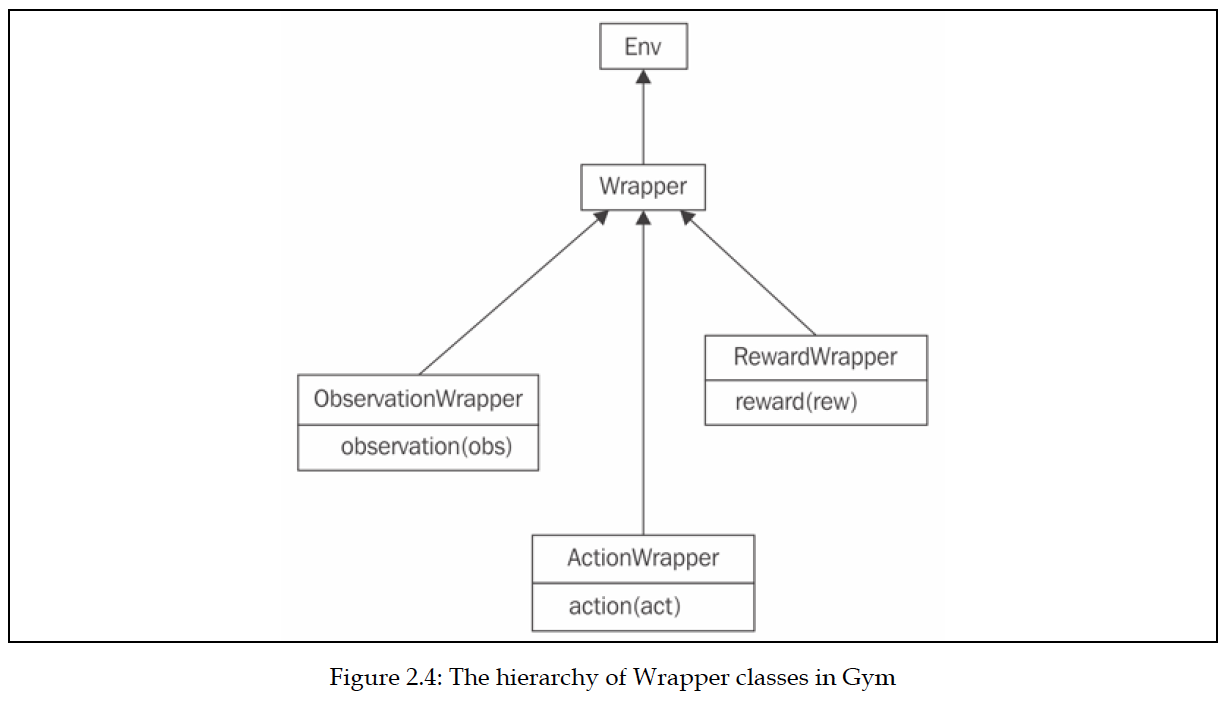 Env
Wrapper
RewardWrapper
reward(rew)
ObservationWrapper
observation(obs)
ActionWrapper
action(act)
Figure 2.4: The hierarchy of Wrapper classes in Gym